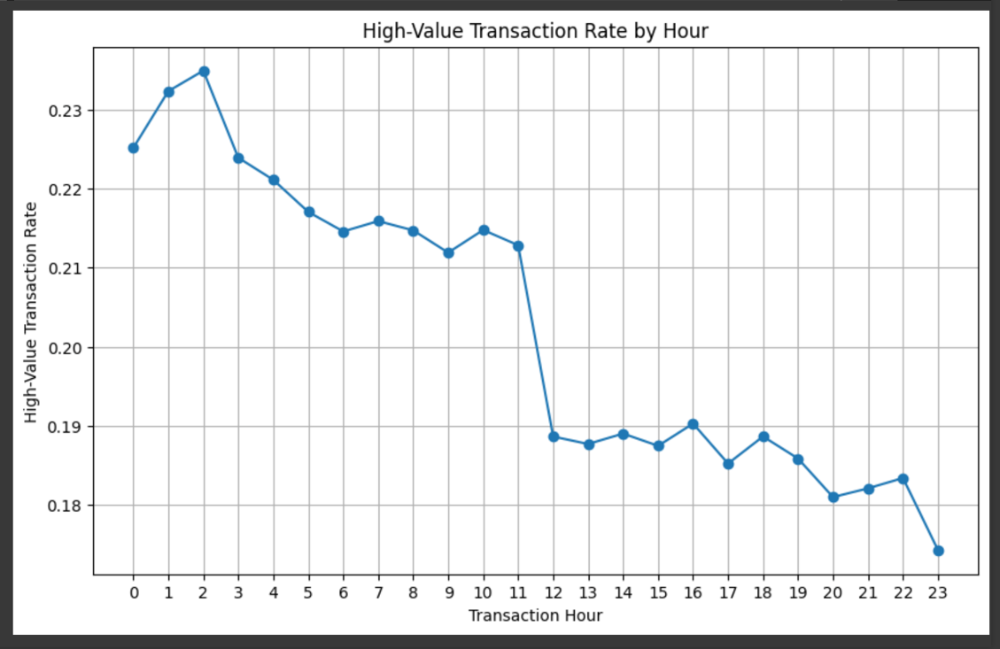 High-Value Transaction Rate by Hour
High-Value Transaction Rate
0.23
0.22
0.21
0.20
0.19
0.18
0 1 2 3 4 5 6 7 8 9 10 11 12 13 14 15 16 17 18 19 20 21 22 23
Transaction Hour